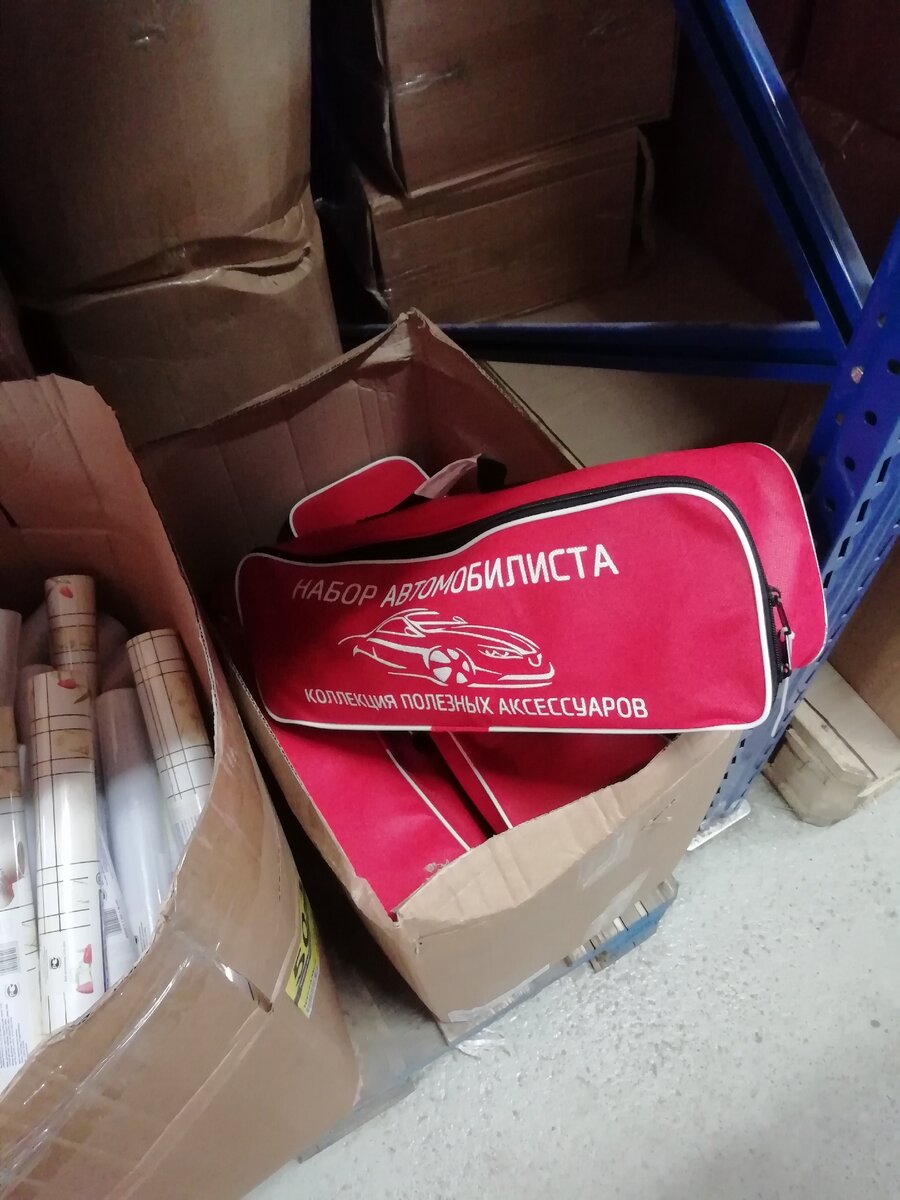 НАБОР АВТОМОБИЛИСТА
КОЛЛЕКЦИЯ ПОЛЕЗНЫХ АКСЕССУАРОВ